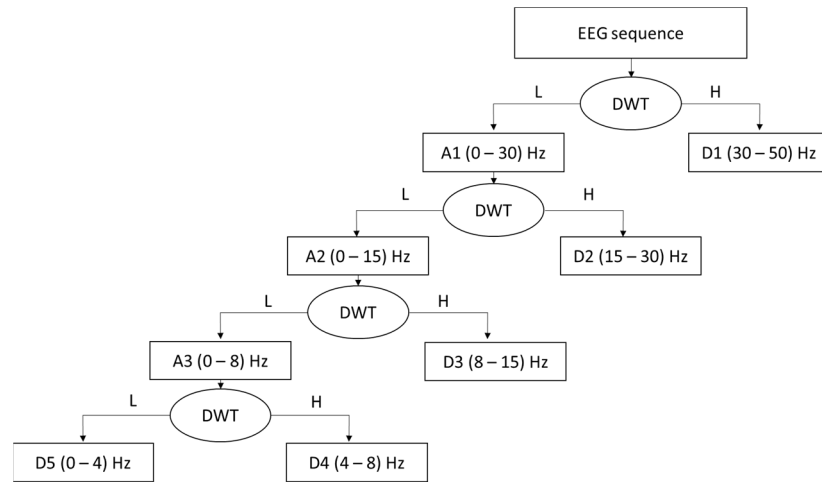 EEG sequence
DWT
L
H
A1 (0 – 30) Hz
D1 (30 – 50) Hz
DWT
L
H
A2 (0 – 15) Hz
D2 (15 – 30) Hz
DWT
L
H
A3 (0 – 8) Hz
D3 (8 – 15) Hz
DWT
L
H
D5 (0 – 4) Hz
D4 (4 – 8) Hz